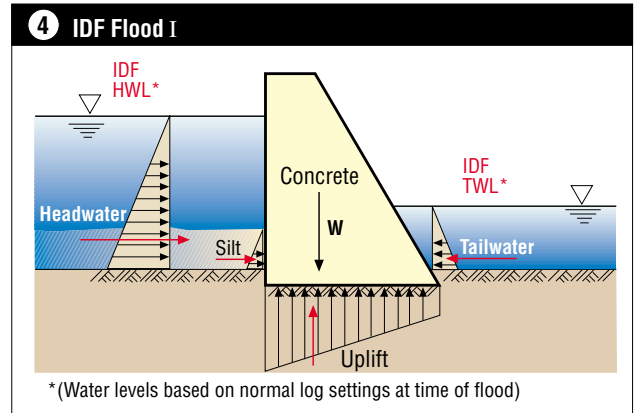 4 IDF Flood I
IDF
HWL*
IDF
TWL*
Concrete
W
Headwater
Silt
Tailwater
Uplift
*(Water levels based on normal log settings at time of flood)